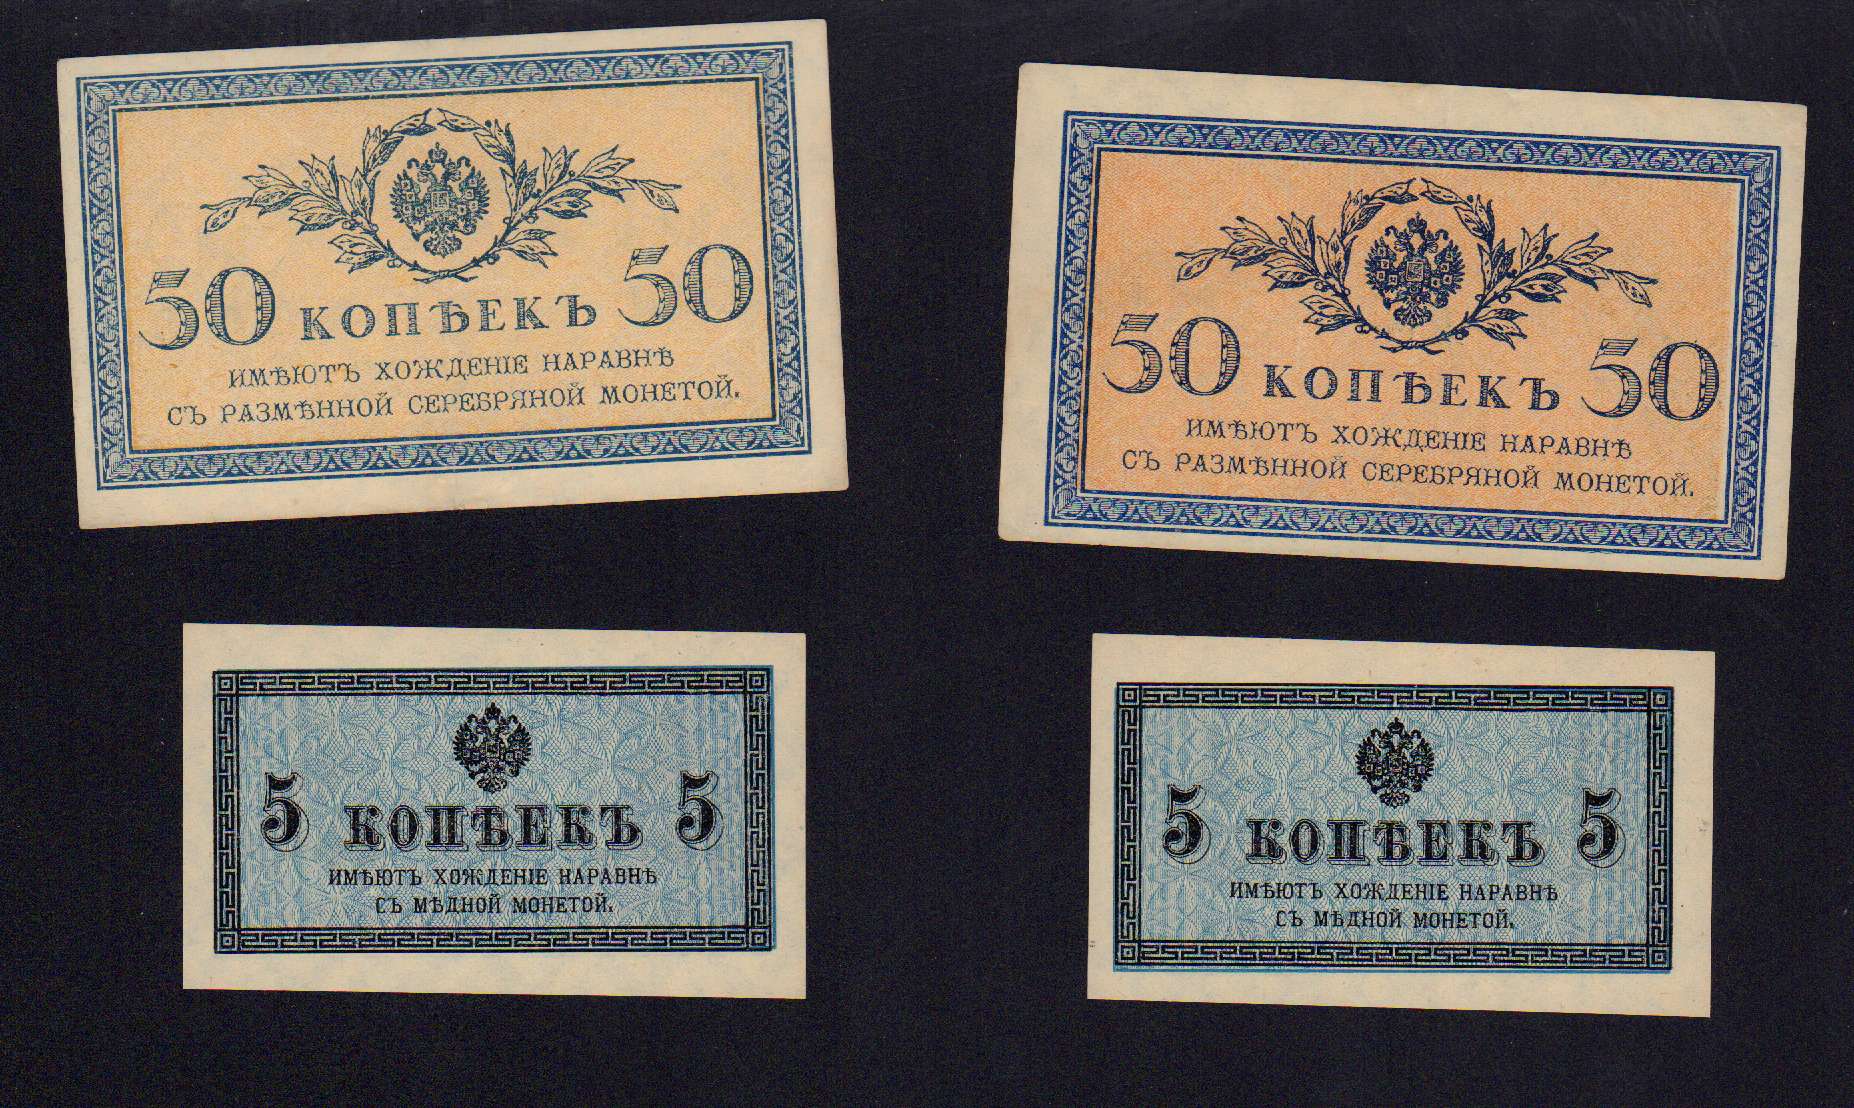 50 КОПѢЕКЪ 50
ИМѢЮТЪ ХОЖДЕНІЕ НАРАВНѢ
СЪ РАЗМѢННОЙ СЕРЕБРЯНОЙ МОНЕТОЙ.
50 КОПѢЕКЪ 50
ИМѢЮТЪ ХОЖДЕНІЕ НАРАВНѢ
СЪ РАЗМѢННОЙ СЕРЕБРЯНОЙ МОНЕТОЙ.
5 КОПѢЕКЪ 5
ИМѢЮТЪ ХОЖДЕНІЕ НАРАВНѢ
СЪ МѢДНОЙ МОНЕТОЙ.
5 КОПѢЕКЪ 5
ИМѢЮТЪ ХОЖДЕНІЕ НАРАВНѢ
СЪ МѢДНОЙ МОНЕТОЙ.